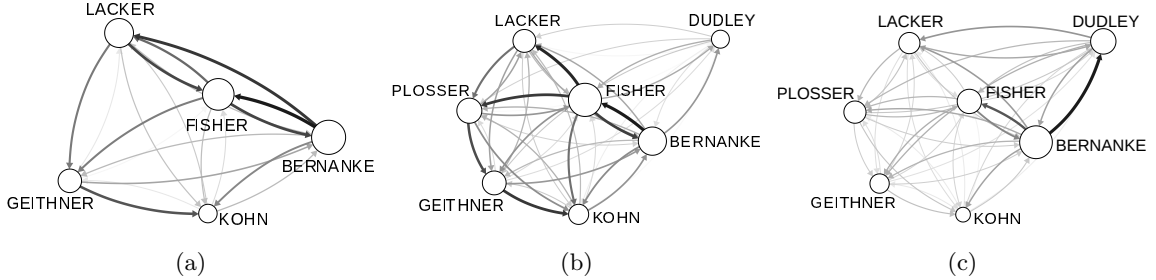 LACKER
FISHER
BERNANKE
GEITHNER
KOHN
(a)
LACKER
DUDLEY
PLOSSER
FISHER
BERNANKE
GEITHNER
KOHN
(b)
LACKER
DUDLEY
PLOSSER
FISHER
BERNANKE
GEITHNER
KOHN
(c)